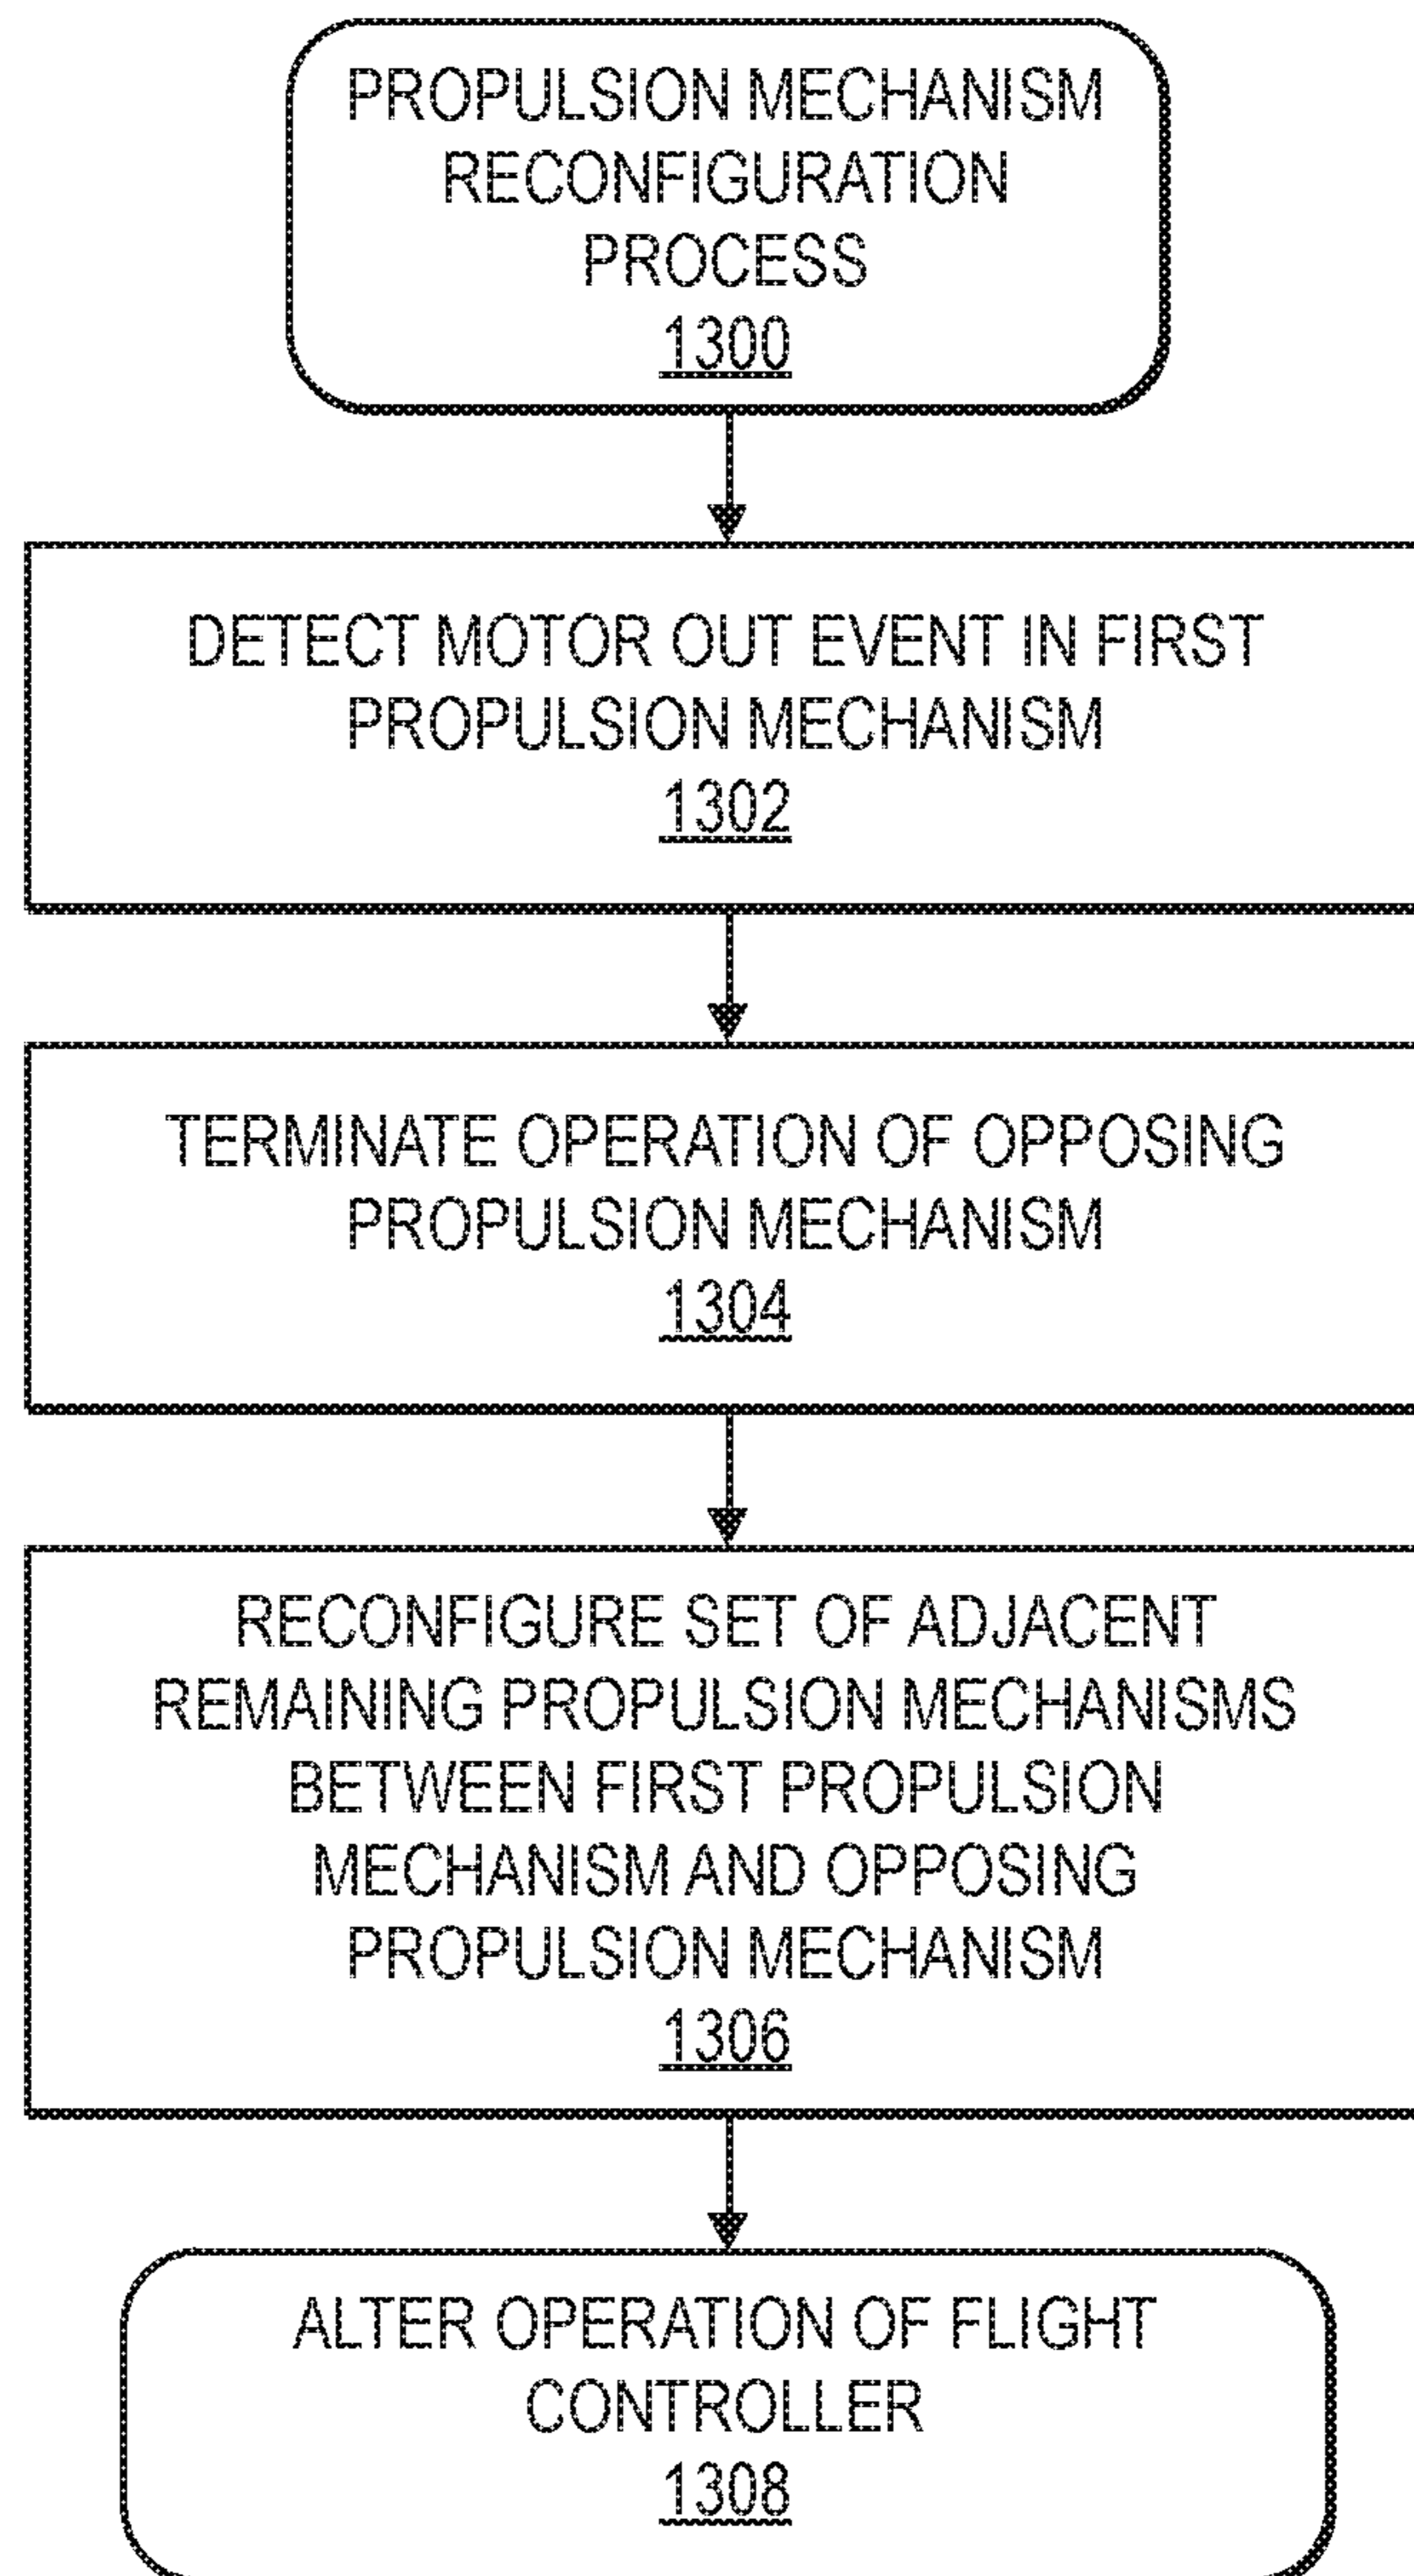 PROPULSION MECHANISM
RECONFIGURATION
PROCESS
1300
DETECT MOTOR OUT EVENT IN FIRST
PROPULSION MECHANISM
1302
TERMINATE OPERATION OF OPPOSING
PROPULSION MECHANISM
1304
RECONFIGURE SET OF ADJACENT
REMAINING PROPULSION MECHANISMS
BETWEEN FIRST PROPULSION
MECHANISM AND OPPOSING
PROPULSION MECHANISM
1306
ALTER OPERATION OF FLIGHT
CONTROLLER
1308